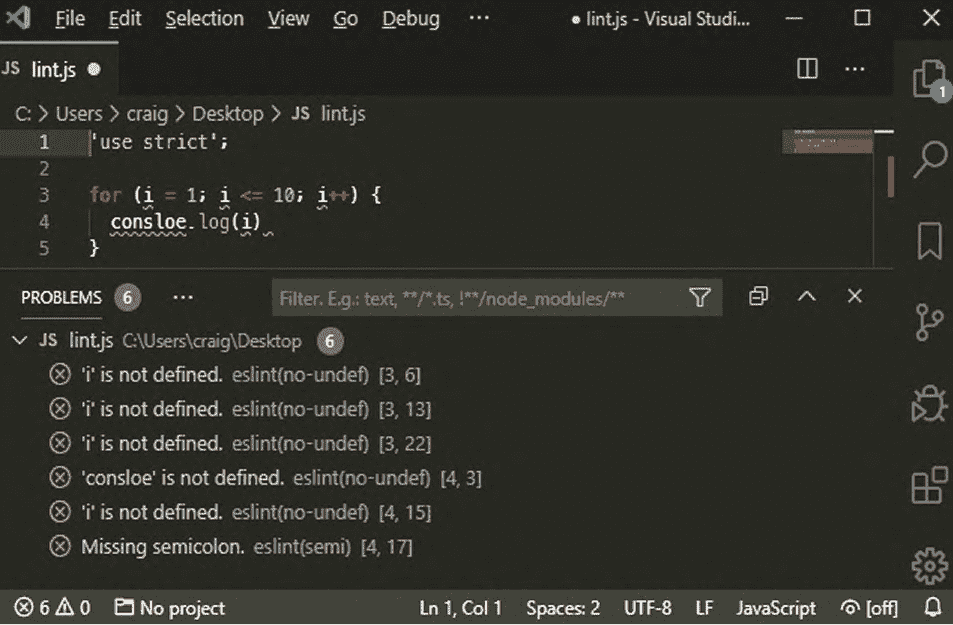 File Edit Selection View Go Debug ··· ● lint.js - Visual Studi...
JS lint.js ●
C: > Users > craig > Desktop > JS lint.js
1
1 'use strict';
2
3 for (i = 1; i <= 10; i++) {
4 consloe.log(i)
5 }
PROBLEMS 6 ··· Filter. E.g.: text, **/*.ts, !**/node_modules/**
JS lint.js C:\Users\craig\Desktop 6
'i' is not defined. eslint(no-undef) [3, 6]
'i' is not defined. eslint(no-undef) [3, 13]
'i' is not defined. eslint(no-undef) [3, 22]
'consloe' is not defined. eslint(no-undef) [4, 3]
'i' is not defined. eslint(no-undef) [4, 15]
Missing semicolon. eslint(semi) [4, 17]
6 0 No project Ln 1, Col 1 Spaces: 2 UTF-8 LF JavaScript [off]